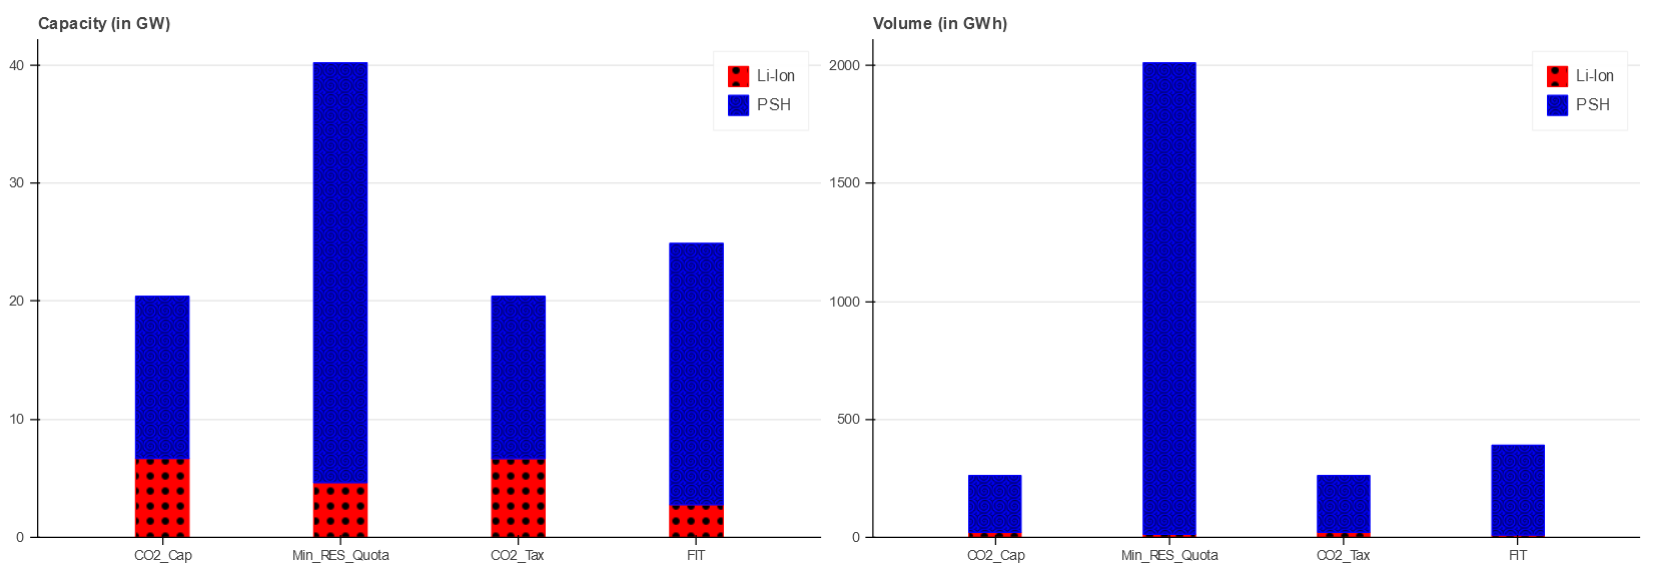 Capacity (in GW)
40
30
20
10
0
CO2_Cap
Min_RES_Quota
CO2_Tax
FIT
Li-Ion
PSH
Volume (in GWh)
2000
1500
1000
500
0
CO2_Cap
Min_RES_Quota
CO2_Tax
FIT
Li-Ion
PSH